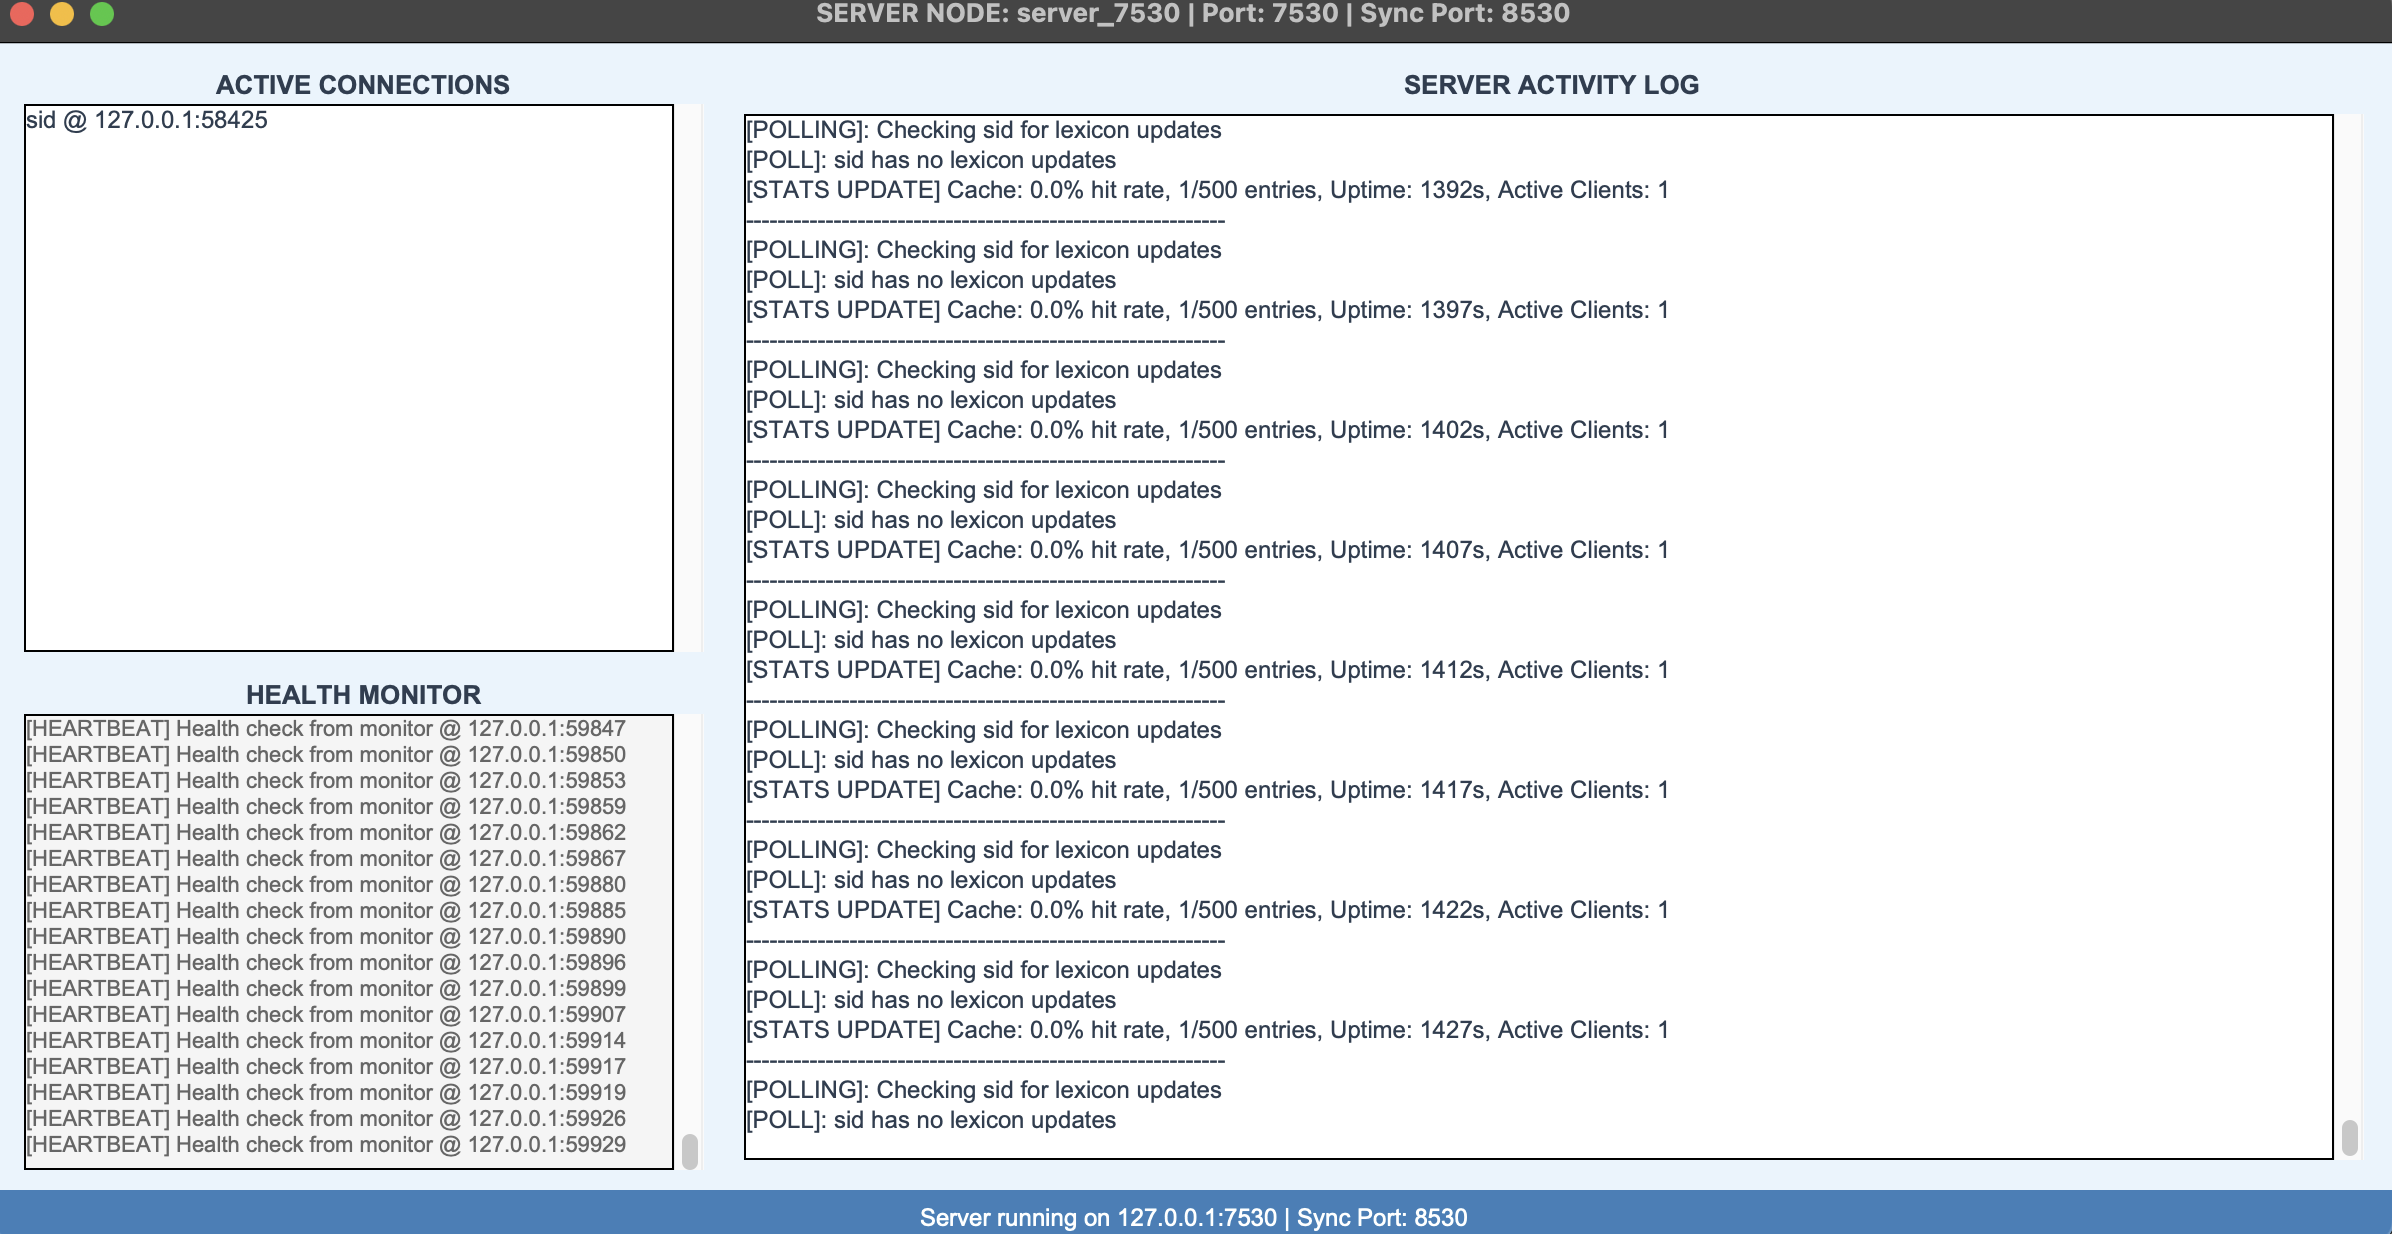 SERVER NODE: server_7530 | Port: 7530 | Sync Port: 8530
ACTIVE CONNECTIONS
sid @ 127.0.0.1:58425
HEALTH MONITOR
[HEARTBEAT] Health check from monitor @ 127.0.0.1:59847
[HEARTBEAT] Health check from monitor @ 127.0.0.1:59850
[HEARTBEAT] Health check from monitor @ 127.0.0.1:59853
[HEARTBEAT] Health check from monitor @ 127.0.0.1:59859
[HEARTBEAT] Health check from monitor @ 127.0.0.1:59862
[HEARTBEAT] Health check from monitor @ 127.0.0.1:59867
[HEARTBEAT] Health check from monitor @ 127.0.0.1:59880
[HEARTBEAT] Health check from monitor @ 127.0.0.1:59885
[HEARTBEAT] Health check from monitor @ 127.0.0.1:59890
[HEARTBEAT] Health check from monitor @ 127.0.0.1:59896
[HEARTBEAT] Health check from monitor @ 127.0.0.1:59899
[HEARTBEAT] Health check from monitor @ 127.0.0.1:59907
[HEARTBEAT] Health check from monitor @ 127.0.0.1:59914
[HEARTBEAT] Health check from monitor @ 127.0.0.1:59917
[HEARTBEAT] Health check from monitor @ 127.0.0.1:59919
[HEARTBEAT] Health check from monitor @ 127.0.0.1:59926
[HEARTBEAT] Health check from monitor @ 127.0.0.1:59929
SERVER ACTIVITY LOG
[POLLING]: Checking sid for lexicon updates
[POLL]: sid has no lexicon updates
[STATS UPDATE] Cache: 0.0% hit rate, 1/500 entries, Uptime: 1392s, Active Clients: 1
------------------------------------------------------------
[POLLING]: Checking sid for lexicon updates
[POLL]: sid has no lexicon updates
[STATS UPDATE] Cache: 0.0% hit rate, 1/500 entries, Uptime: 1397s, Active Clients: 1
------------------------------------------------------------
[POLLING]: Checking sid for lexicon updates
[POLL]: sid has no lexicon updates
[STATS UPDATE] Cache: 0.0% hit rate, 1/500 entries, Uptime: 1402s, Active Clients: 1
------------------------------------------------------------
[POLLING]: Checking sid for lexicon updates
[POLL]: sid has no lexicon updates
[STATS UPDATE] Cache: 0.0% hit rate, 1/500 entries, Uptime: 1407s, Active Clients: 1
------------------------------------------------------------
[POLLING]: Checking sid for lexicon updates
[POLL]: sid has no lexicon updates
[STATS UPDATE] Cache: 0.0% hit rate, 1/500 entries, Uptime: 1412s, Active Clients: 1
------------------------------------------------------------
[POLLING]: Checking sid for lexicon updates
[POLL]: sid has no lexicon updates
[STATS UPDATE] Cache: 0.0% hit rate, 1/500 entries, Uptime: 1417s, Active Clients: 1
------------------------------------------------------------
[POLLING]: Checking sid for lexicon updates
[POLL]: sid has no lexicon updates
[STATS UPDATE] Cache: 0.0% hit rate, 1/500 entries, Uptime: 1422s, Active Clients: 1
------------------------------------------------------------
[POLLING]: Checking sid for lexicon updates
[POLL]: sid has no lexicon updates
[STATS UPDATE] Cache: 0.0% hit rate, 1/500 entries, Uptime: 1427s, Active Clients: 1
------------------------------------------------------------
[POLLING]: Checking sid for lexicon updates
[POLL]: sid has no lexicon updates
Server running on 127.0.0.1:7530 | Sync Port: 8530